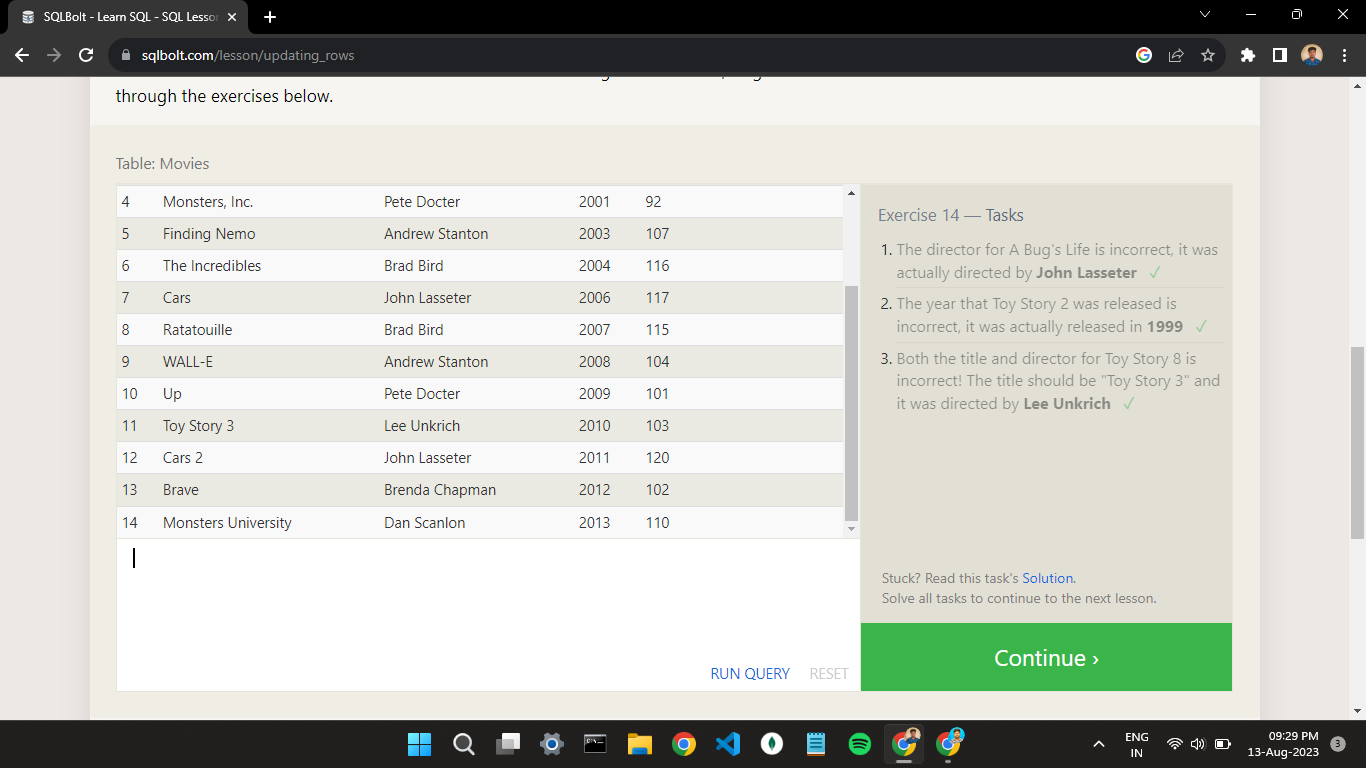 SQLBolt - Learn SQL - SQL Lesson
sqlbolt.com/lesson/updating_rows
through the exercises below.
Table: Movies
4 Monsters, Inc. Pete Docter 2001 92
5 Finding Nemo Andrew Stanton 2003 107
6 The Incredibles Brad Bird 2004 116
7 Cars John Lasseter 2006 117
8 Ratatouille Brad Bird 2007 115
9 WALL-E Andrew Stanton 2008 104
10 Up Pete Docter 2009 101
11 Toy Story 3 Lee Unkrich 2010 103
12 Cars 2 John Lasseter 2011 120
13 Brave Brenda Chapman 2012 102
14 Monsters University Dan Scanlon 2013 110
RUN QUERY RESET
Exercise 14 — Tasks
1. The director for A Bug's Life is incorrect, it was
actually directed by John Lasseter ✓
2. The year that Toy Story 2 was released is
incorrect, it was actually released in 1999 ✓
3. Both the title and director for Toy Story 8 is
incorrect! The title should be "Toy Story 3" and
it was directed by Lee Unkrich ✓
Stuck? Read this task's Solution.
Solve all tasks to continue to the next lesson.
Continue ›
ENG
IN
09:29 PM
13-Aug-2023
3